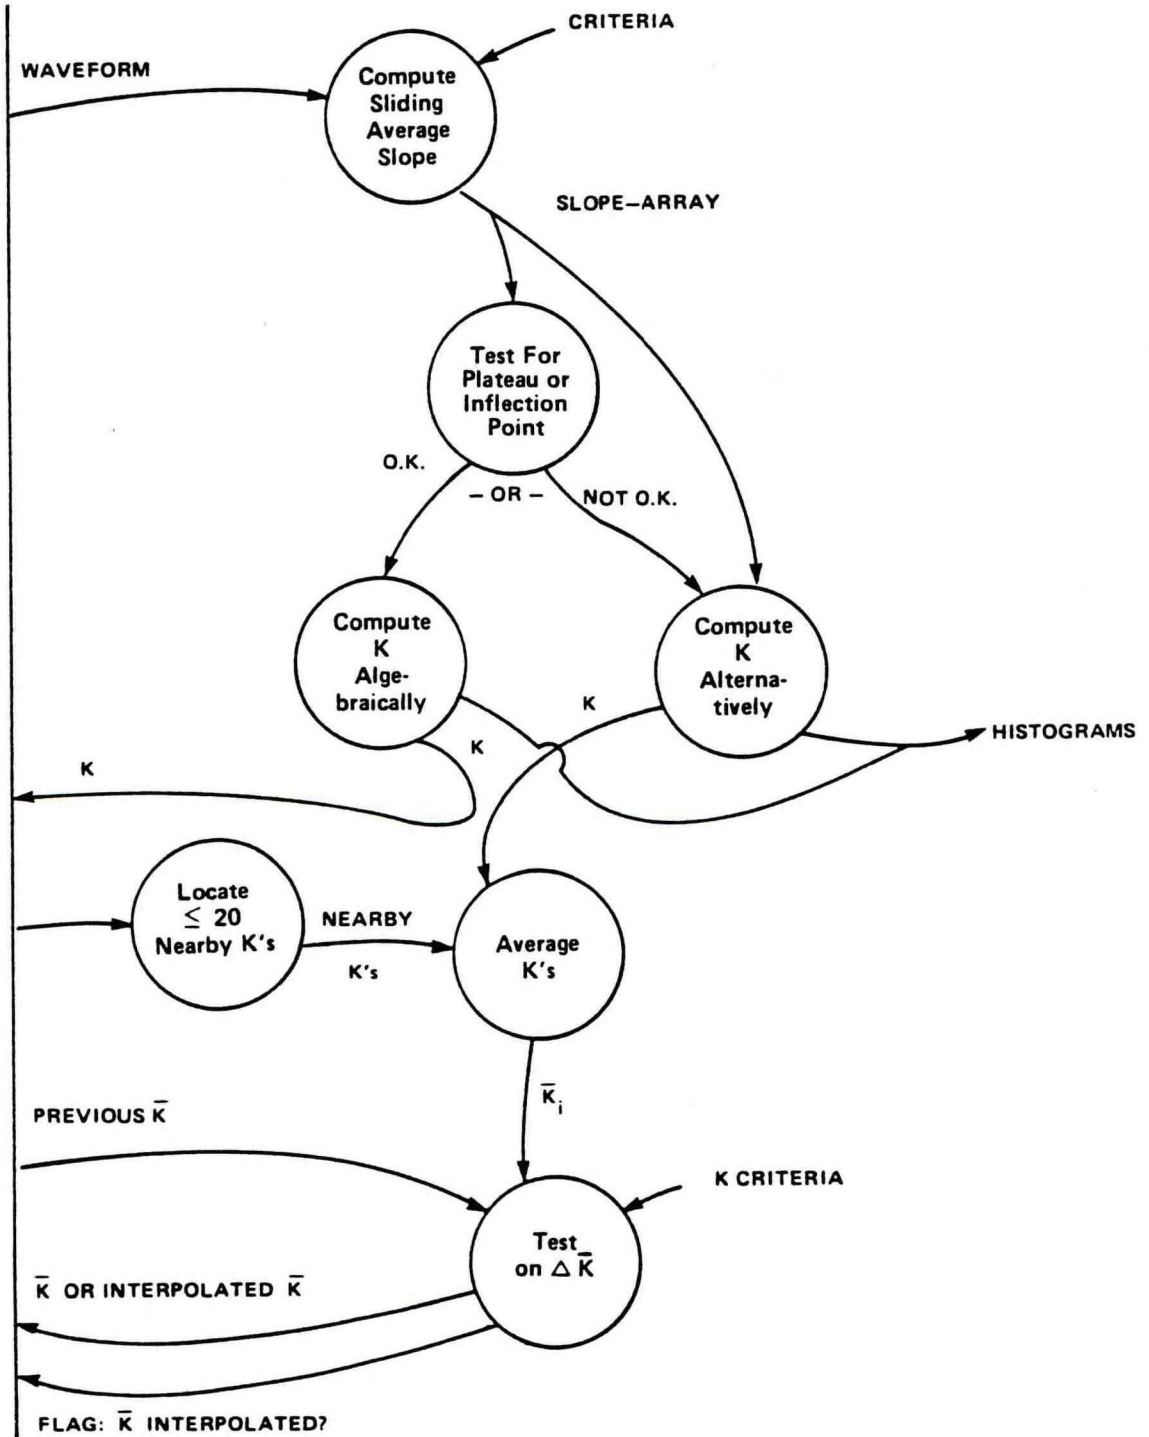 CRITERIA
WAVEFORM
Compute
Sliding
Average
Slope
SLOPE–ARRAY
Test For
Plateau or
Inflection
Point
O.K.
– OR –
NOT O.K.
Compute
K
Alge-
braically
Compute
K
Alterna-
tively
K
K
HISTOGRAMS
K
Locate
≤ 20
Nearby K's
NEARBY
K's
Average
K's
K̄i
PREVIOUS K̄
K CRITERIA
Test
on Δ K̄
K̄ OR INTERPOLATED K̄
FLAG: K̄ INTERPOLATED?